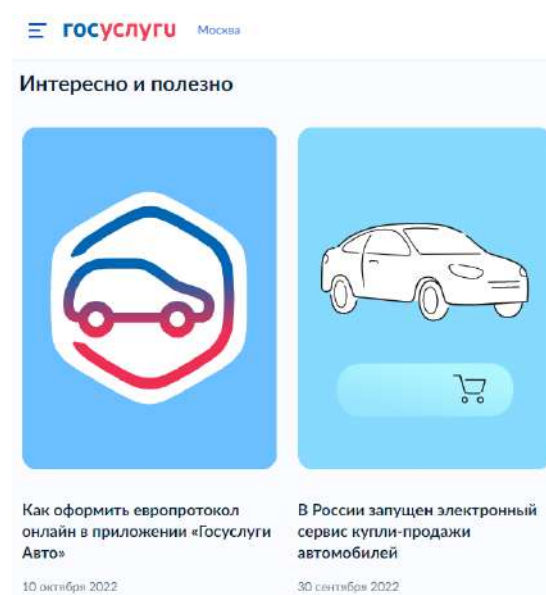 госуслуги Москва
Интересно и полезно
Как оформить европротокол
онлайн в приложении «Госуслуги
Авто»
10 октября 2022
В России запущен электронный
сервис купли-продажи
автомобилей
30 сентября 2022